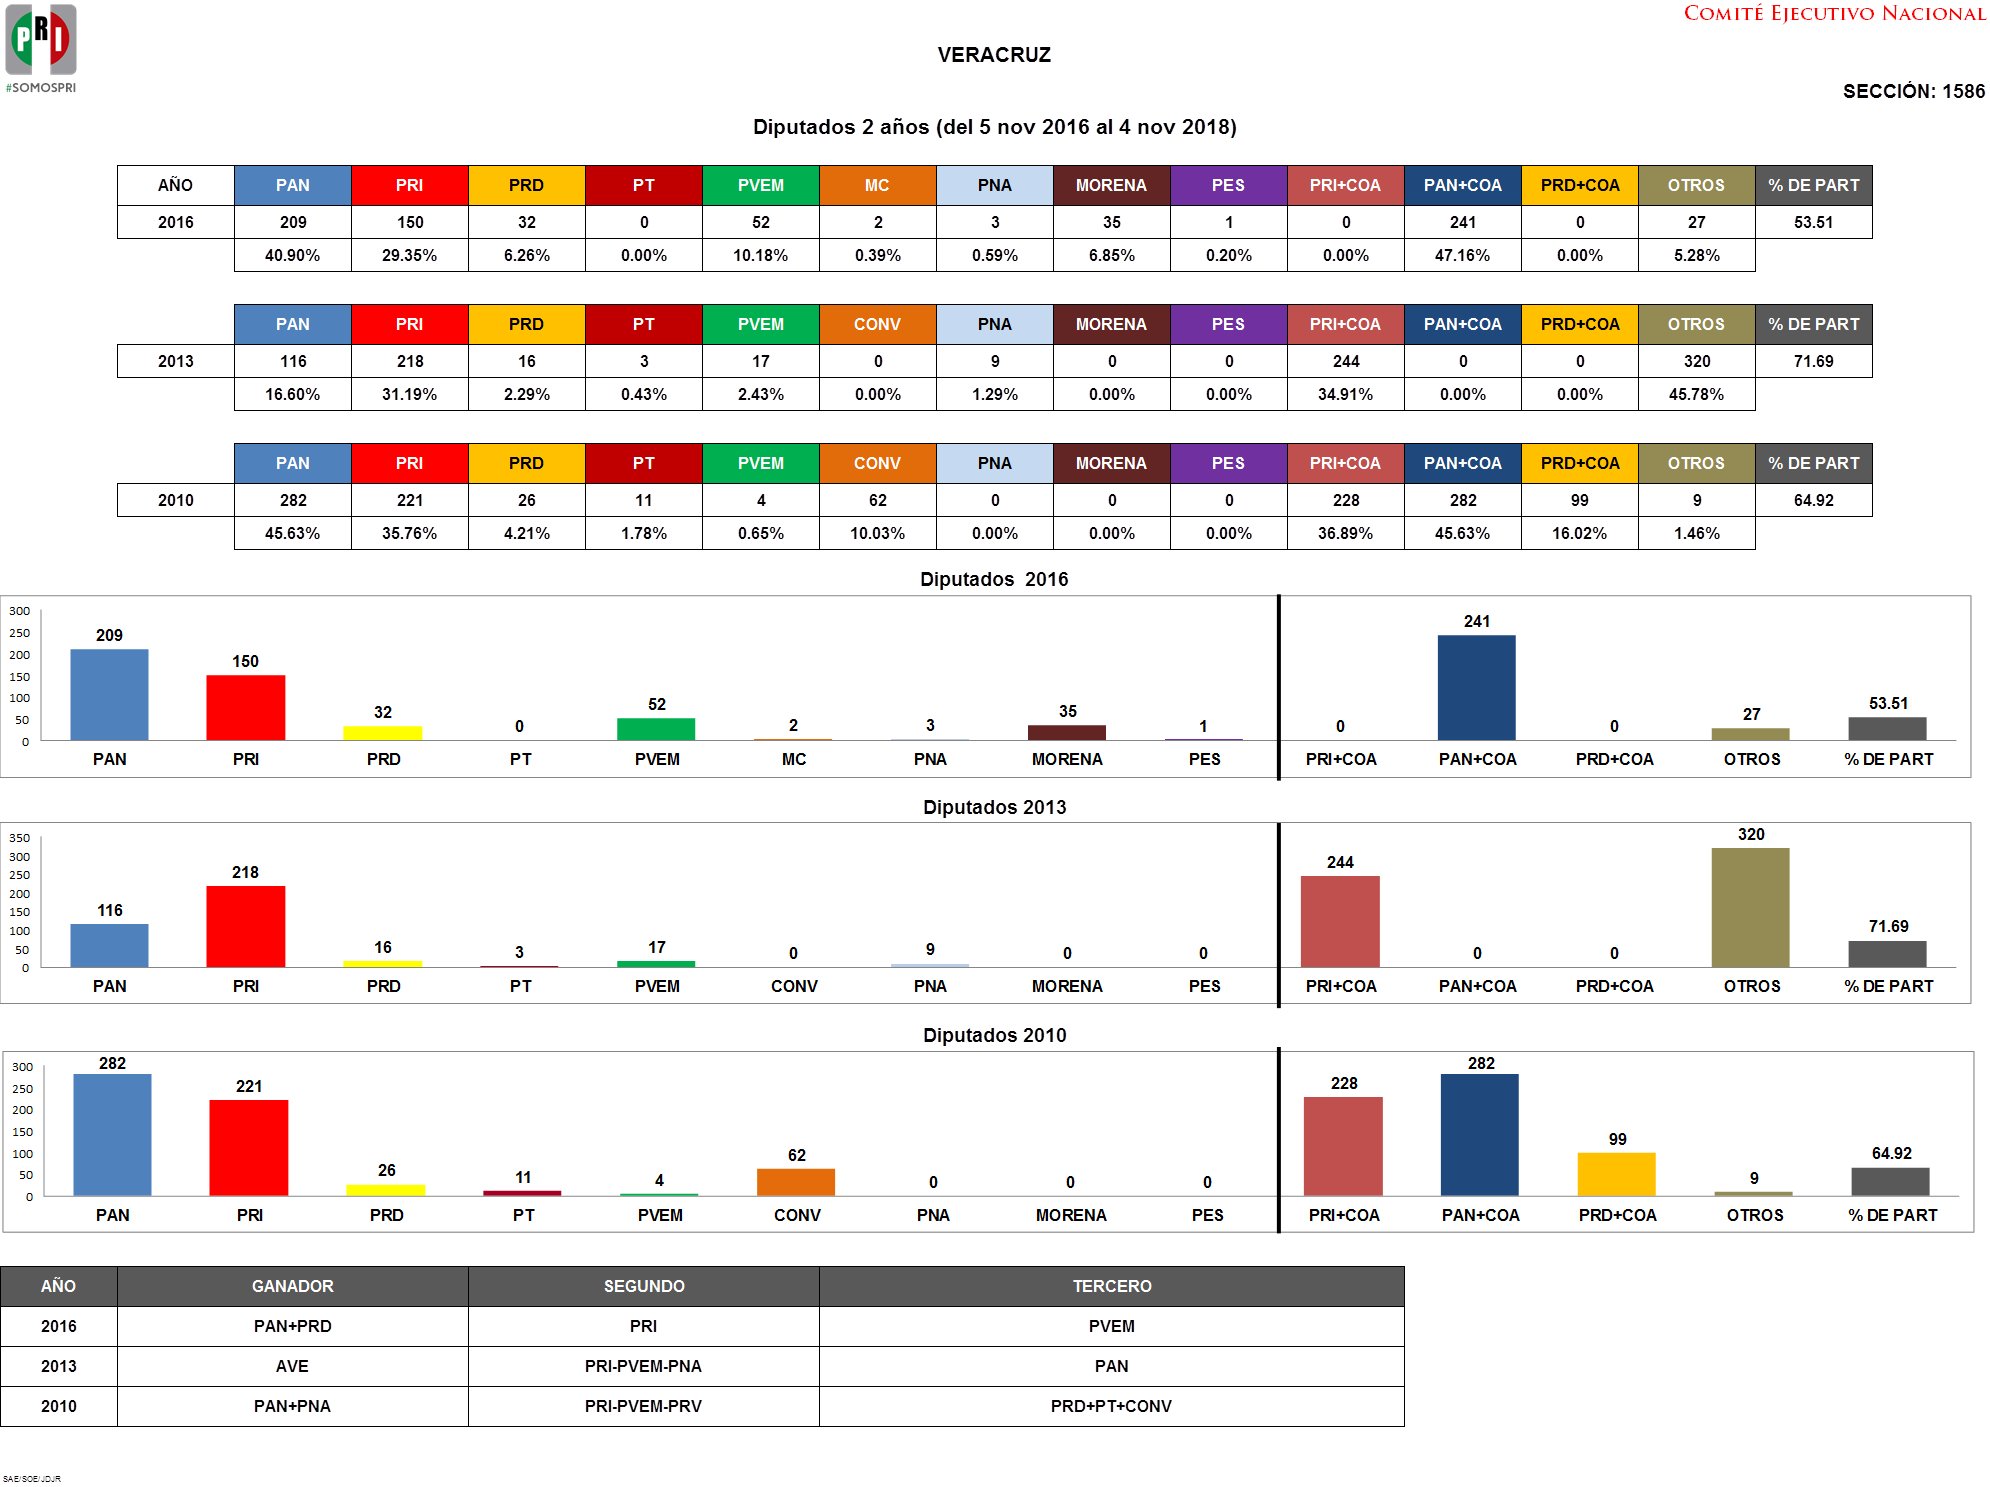 PRI
#SOMOSPRI
COMITÉ EJECUTIVO NACIONAL
VERACRUZ
SECCIÓN: 1586
Diputados 2 años (del 5 nov 2016 al 4 nov 2018)
AÑO PAN PRI PRD PT PVEM MC PNA MORENA PES PRI+COA PAN+COA PRD+COA OTROS % DE PART
2016 209 150 32 0 52 2 3 35 1 0 241 0 27 53.51
40.90% 29.35% 6.26% 0.00% 10.18% 0.39% 0.59% 6.85% 0.20% 0.00% 47.16% 0.00% 5.28%
PAN PRI PRD PT PVEM CONV PNA MORENA PES PRI+COA PAN+COA PRD+COA OTROS % DE PART
2013 116 218 16 3 17 0 9 0 0 244 0 0 320 71.69
16.60% 31.19% 2.29% 0.43% 2.43% 0.00% 1.29% 0.00% 0.00% 34.91% 0.00% 0.00% 45.78%
PAN PRI PRD PT PVEM CONV PNA MORENA PES PRI+COA PAN+COA PRD+COA OTROS % DE PART
2010 282 221 26 11 4 62 0 0 0 228 282 99 9 64.92
45.63% 35.76% 4.21% 1.78% 0.65% 10.03% 0.00% 0.00% 0.00% 36.89% 45.63% 16.02% 1.46%
Diputados 2016
300
250
200
150
100
50
0
209 150 32 0 52 2 3 35 1 0 241 0 27 53.51
PAN PRI PRD PT PVEM MC PNA MORENA PES PRI+COA PAN+COA PRD+COA OTROS % DE PART
Diputados 2013
350
300
250
200
150
100
50
0
116 218 16 3 17 0 9 0 0 244 0 0 320 71.69
PAN PRI PRD PT PVEM CONV PNA MORENA PES PRI+COA PAN+COA PRD+COA OTROS % DE PART
Diputados 2010
300
250
200
150
100
50
0
282 221 26 11 4 62 0 0 0 228 282 99 9 64.92
PAN PRI PRD PT PVEM CONV PNA MORENA PES PRI+COA PAN+COA PRD+COA OTROS % DE PART
AÑO GANADOR SEGUNDO TERCERO
2016 PAN+PRD PRI PVEM
2013 AVE PRI-PVEM-PNA PAN
2010 PAN+PNA PRI-PVEM-PRV PRD+PT+CONV
SAE/SOE/JDJR